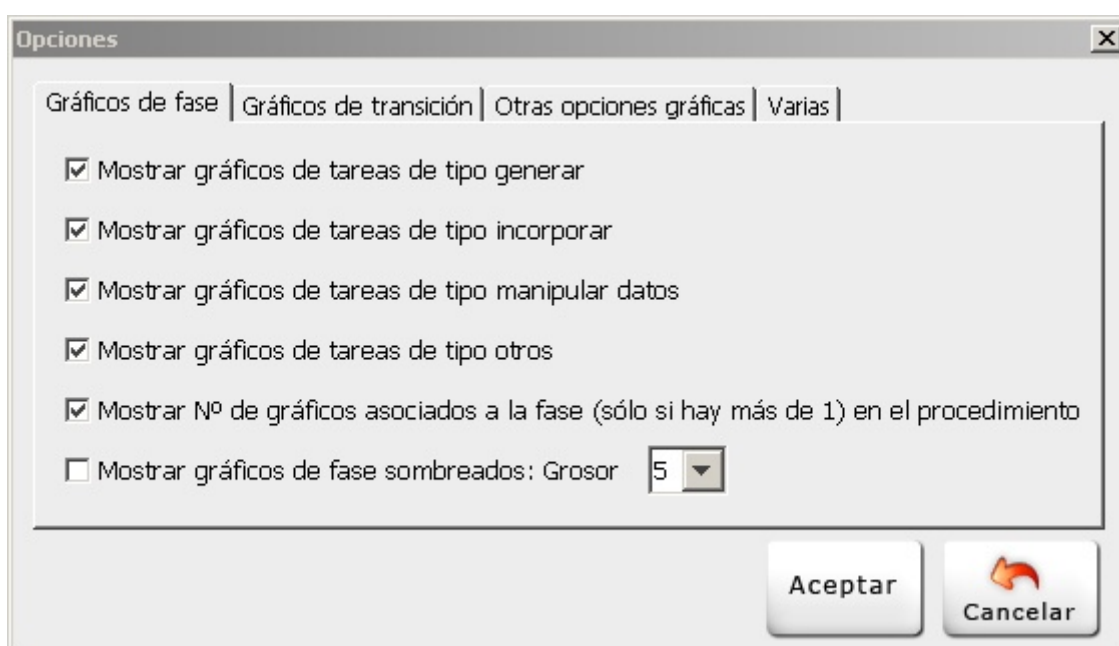 Opciones
Gráficos de fase Gráficos de transición Otras opciones gráficas Varias
Mostrar gráficos de tareas de tipo generar
Mostrar gráficos de tareas de tipo incorporar
Mostrar gráficos de tareas de tipo manipular datos
Mostrar gráficos de tareas de tipo otros
Mostrar Nº de gráficos asociados a la fase (sólo si hay más de 1) en el procedimiento
Mostrar gráficos de fase sombreados: Grosor 5
Aceptar Cancelar